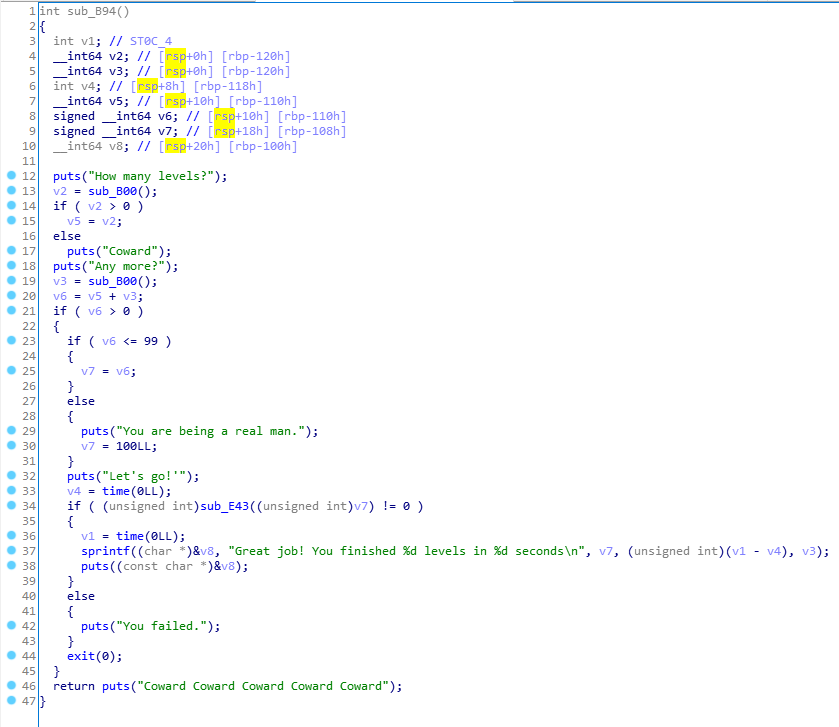 1 int sub_B94()
2 {
3 int v1; // ST0C_4
4 __int64 v2; // [rsp+0h] [rbp-120h]
5 __int64 v3; // [rsp+0h] [rbp-120h]
6 int v4; // [rsp+8h] [rbp-118h]
7 __int64 v5; // [rsp+10h] [rbp-110h]
8 signed __int64 v6; // [rsp+10h] [rbp-110h]
9 signed __int64 v7; // [rsp+18h] [rbp-108h]
10 __int64 v8; // [rsp+20h] [rbp-100h]
11
12 puts("How many levels?");
13 v2 = sub_B00();
14 if ( v2 > 0 )
15 v5 = v2;
16 else
17 puts("Coward");
18 puts("Any more?");
19 v3 = sub_B00();
20 v6 = v5 + v3;
21 if ( v6 > 0 )
22 {
23 if ( v6 <= 99 )
24 {
25 v7 = v6;
26 }
27 else
28 {
29 puts("You are being a real man.");
30 v7 = 100LL;
31 }
32 puts("Let's go!'");
33 v4 = time(0LL);
34 if ( (unsigned int)sub_E43((unsigned int)v7) != 0 )
35 {
36 v1 = time(0LL);
37 sprintf((char *)&v8, "Great job! You finished %d levels in %d seconds\n", v7, (unsigned int)(v1 - v4), v3);
38 puts((const char *)&v8);
39 }
40 else
41 {
42 puts("You failed.");
43 }
44 exit(0);
45 }
46 return puts("Coward Coward Coward Coward Coward");
47 }